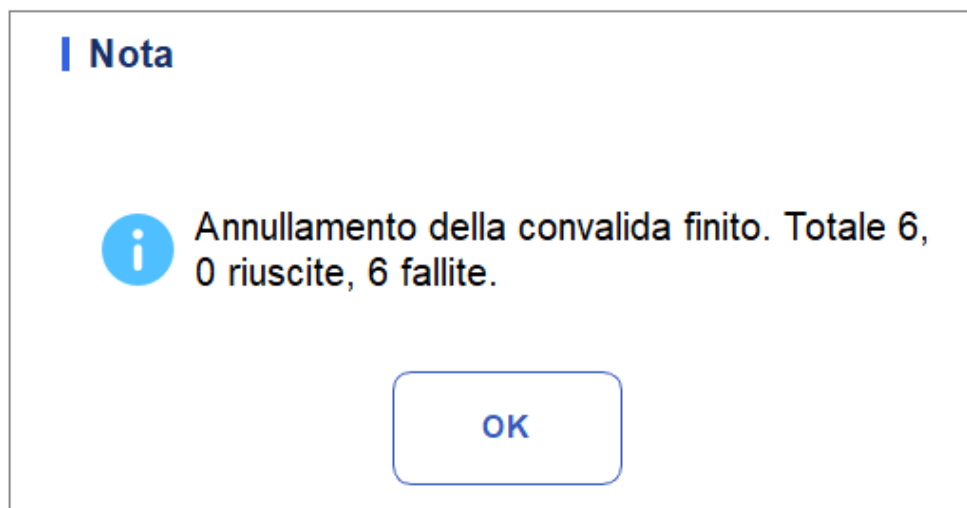 Nota
Annullamento della convalida finito. Totale 6,
0 riuscite, 6 fallite.
OK